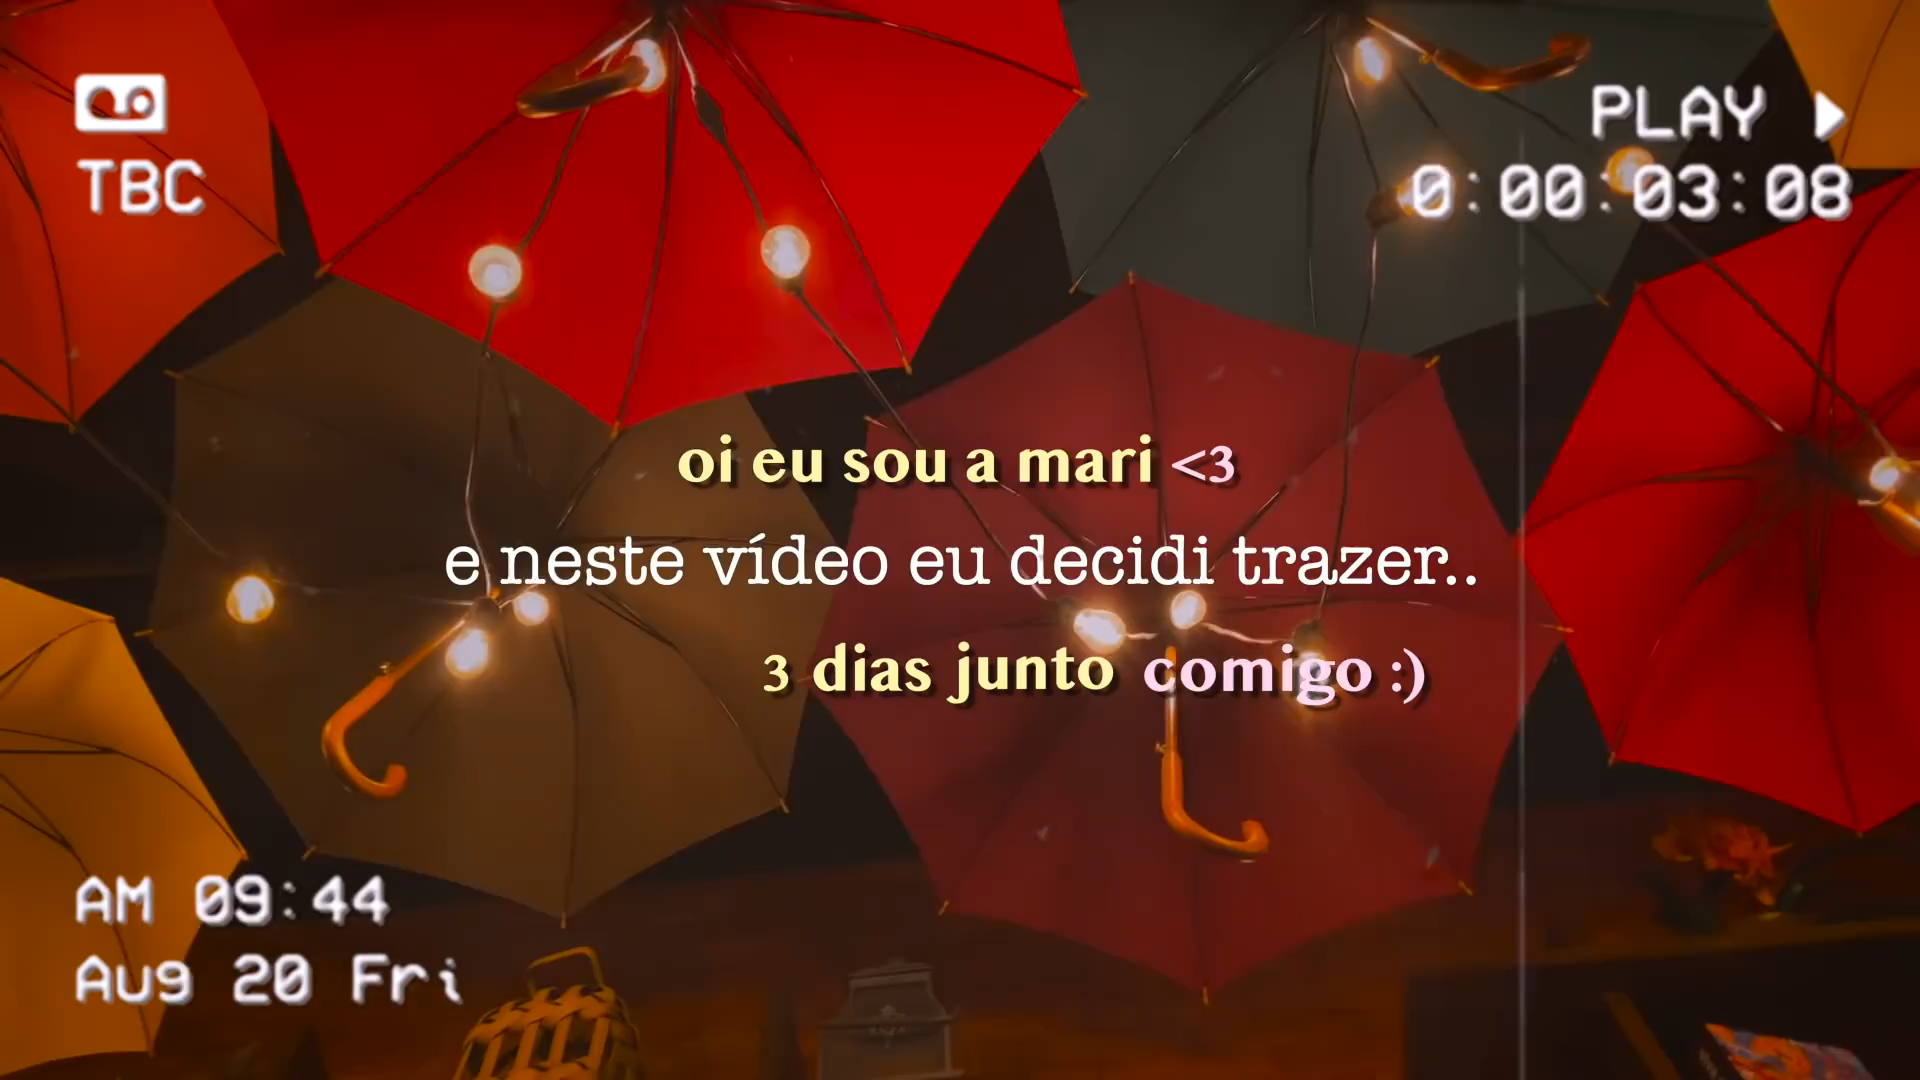 TBC
PLAY
0:00:03:08
oi eu sou a mari <3
e neste vídeo eu decidi trazer..
3 dias junto comigo :)
AM 09:44
Aug 20 Fri